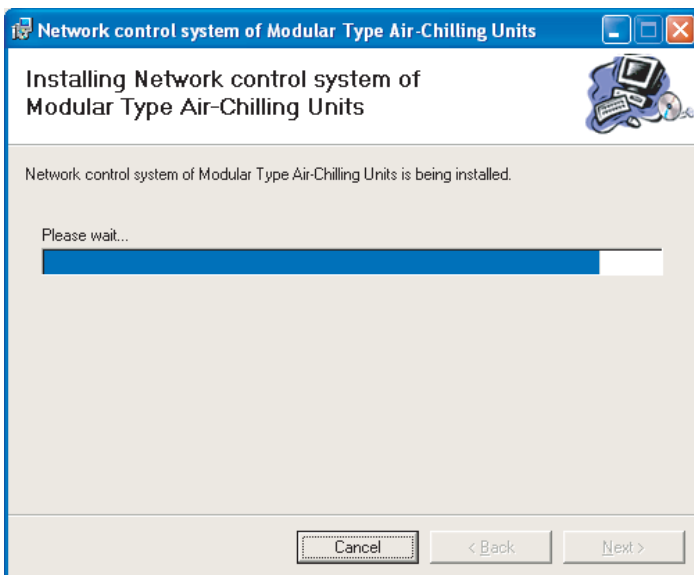 Network control system of Modular Type Air-Chilling Units
Installing Network control system of
Modular Type Air-Chilling Units
Network control system of Modular Type Air-Chilling Units is being installed.
Please wait...
Cancel
< Back
Next >